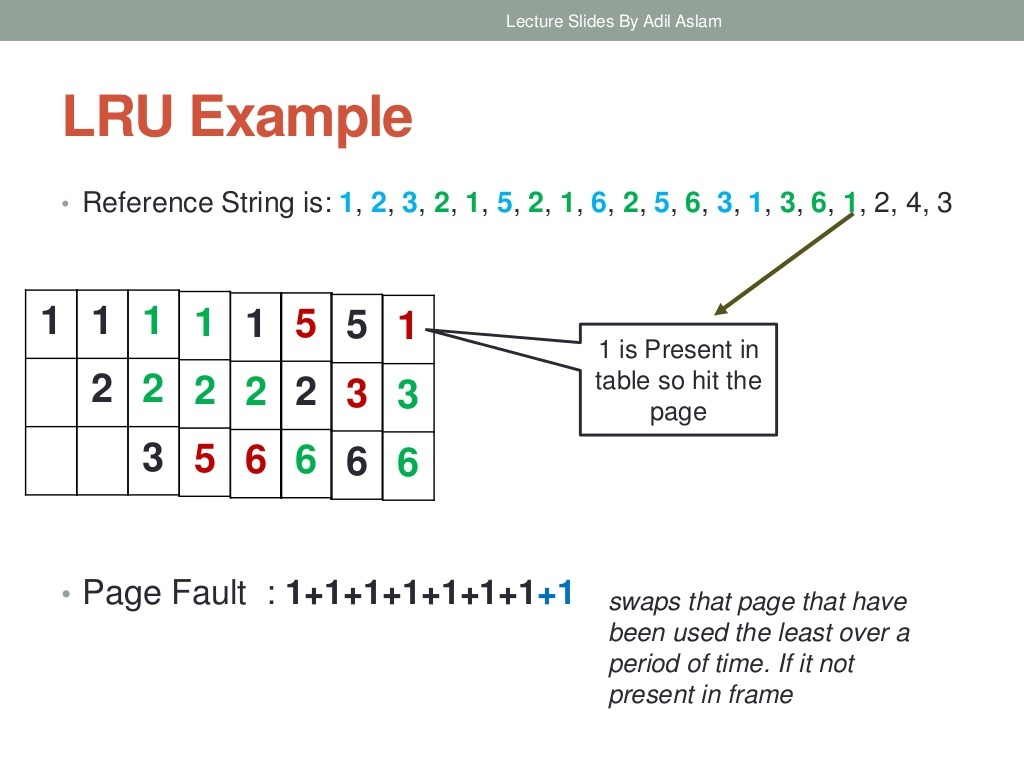 Lecture Slides By Adil Aslam
LRU Example
• Reference String is: 1, 2, 3, 2, 1, 5, 2, 1, 6, 2, 5, 6, 3, 1, 3, 6, 1, 2, 4, 3
1 1 1 1 1 5 5 1
2 2 2 2 2 3 3
3 5 6 6 6 6
1 is Present in
table so hit the
page
• Page Fault : 1+1+1+1+1+1+1+1
swaps that page that have
been used the least over a
period of time. If it not
present in frame